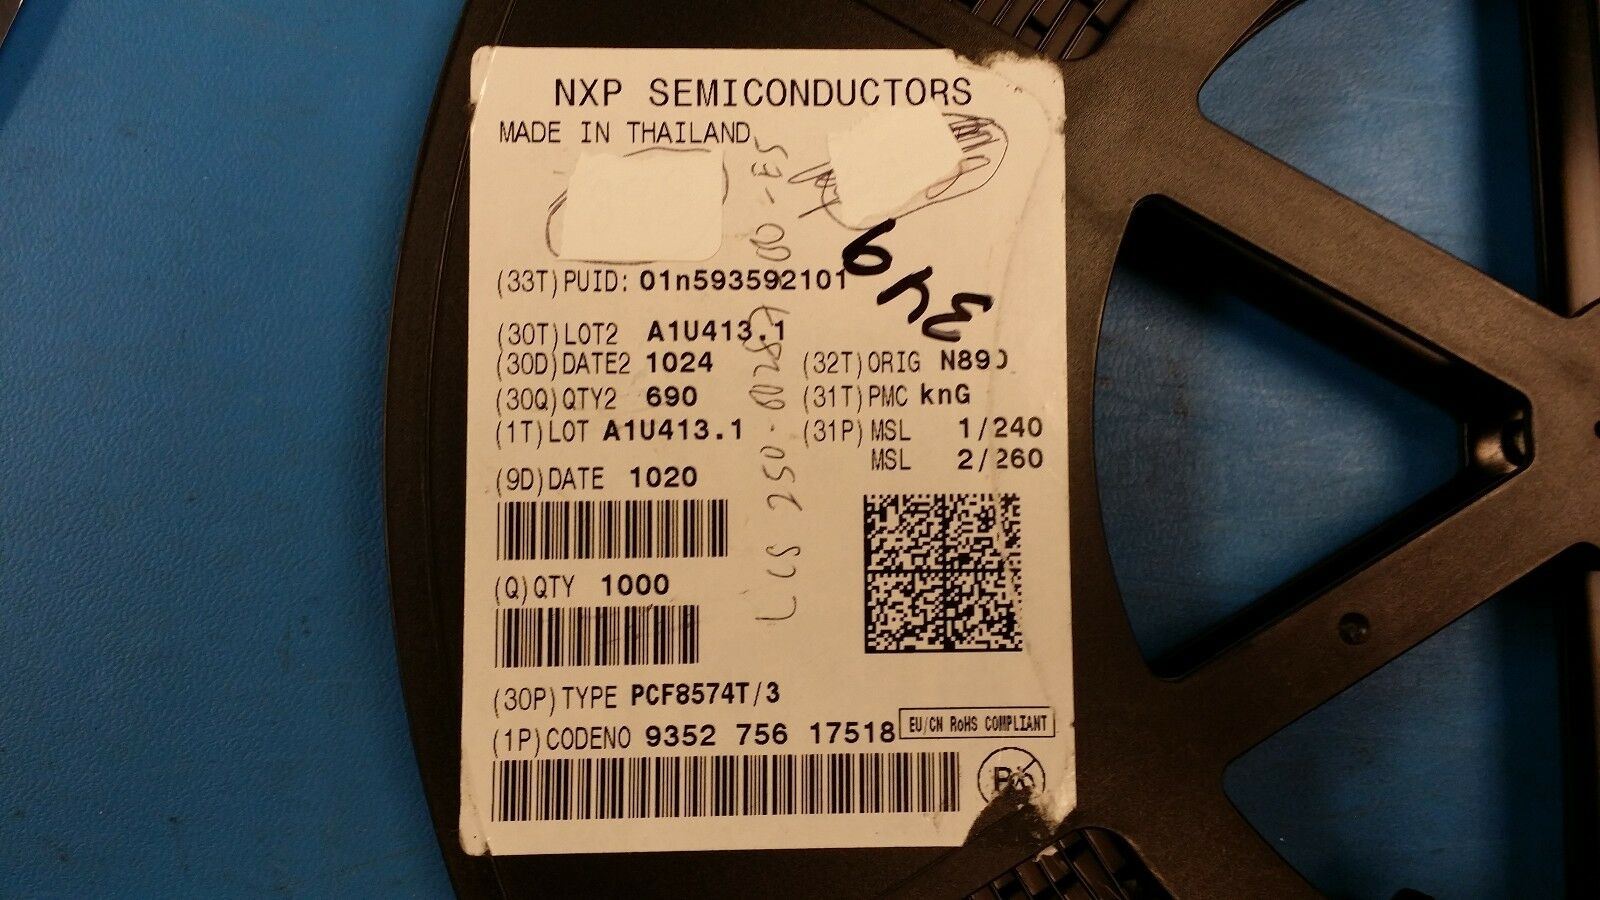 NXP SEMICONDUCTORS
MADE IN THAILAND
349
(33T)PUID: 01n593592101
(30T)LOT2 A1U413.1
(30D)DATE2 1024
(32T)ORIG N890
(30Q)QTY2 690
(31T)PMC knG
(1T)LOT A1U413.1
(31P)MSL 1/240
MSL 2/260
(9D)DATE 1020
(Q)QTY 1000
(30P)TYPE PCF8574T/3
(1P)CODENO 9352 756 17518
EU/CN RoHS COMPLIANT
Pb